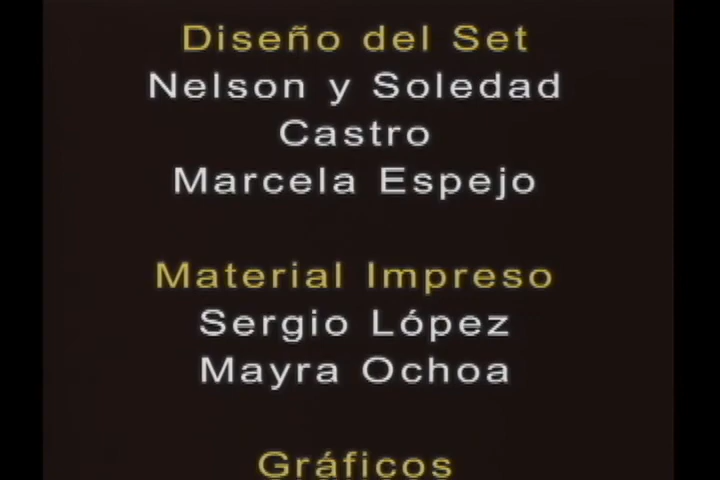 Diseño del Set
Nelson y Soledad
Castro
Marcela Espejo
Material Impreso
Sergio López
Mayra Ochoa
Gráficos